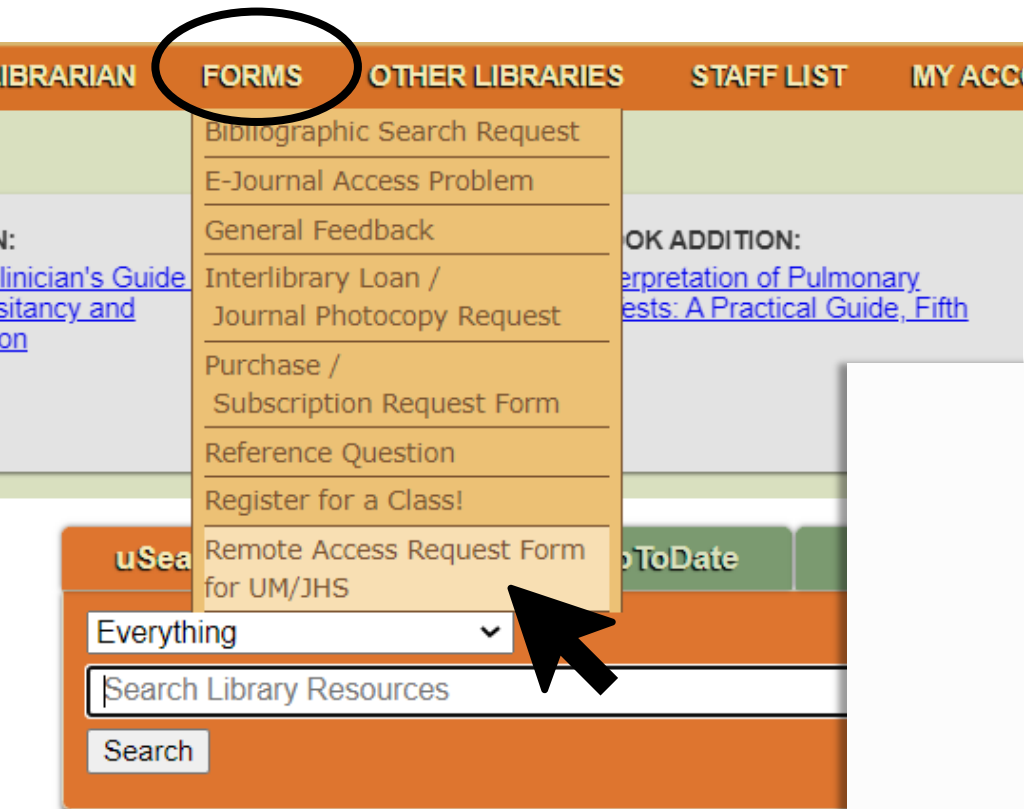 IBRARIAN FORMS OTHER LIBRARIES STAFF LIST MY ACC
Bibliographic Search Request
E-Journal Access Problem
General Feedback
Interlibrary Loan /
Journal Photocopy Request
Purchase /
Subscription Request Form
Reference Question
Register for a Class!
Remote Access Request Form
for UM/JHS
N:
linician's Guide
sitancy and
on
OK ADDITION:
erpretation of Pulmonary
ests: A Practical Guide, Fifth
uSea
oToDate
Everything
Search Library Resources
Search